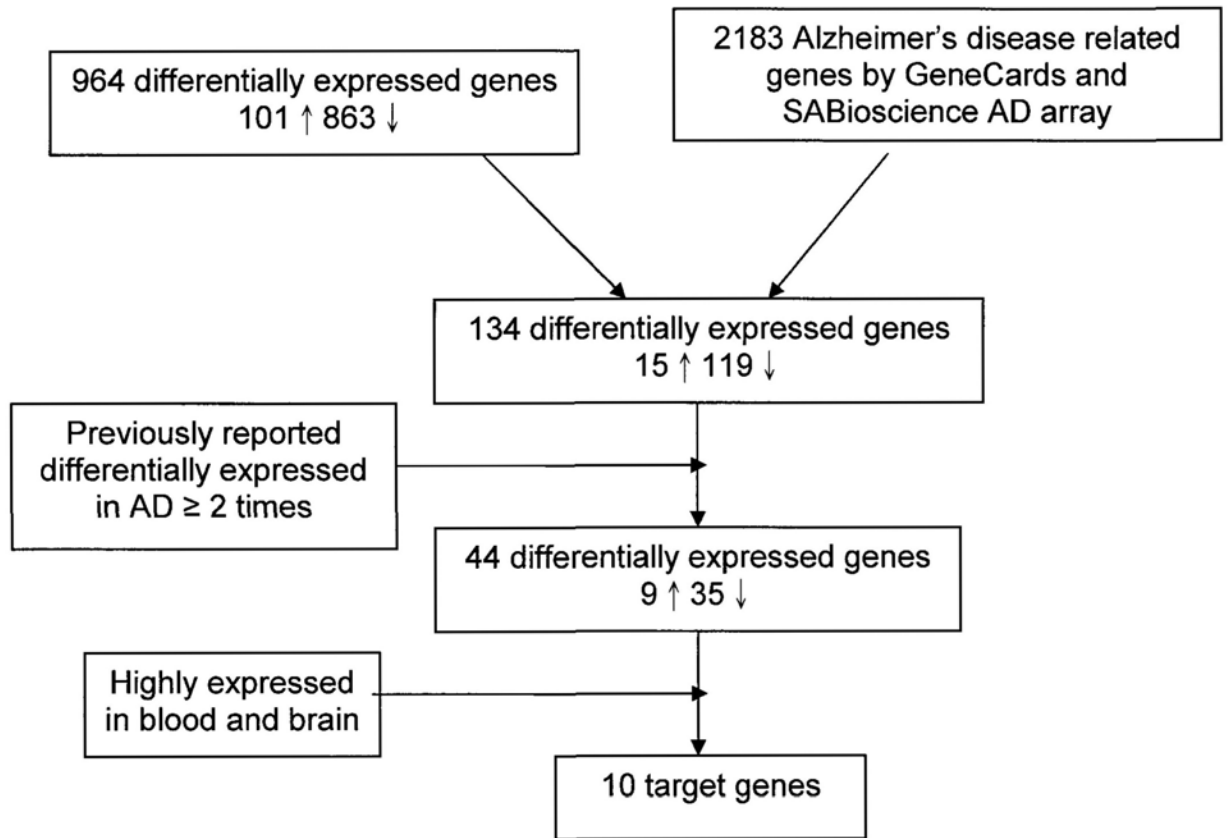 964 differentially expressed genes
101 ↑ 863 ↓
2183 Alzheimer's disease related
genes by GeneCards and
SABioscience AD array
134 differentially expressed genes
15 ↑ 119 ↓
Previously reported
differentially expressed
in AD ≥ 2 times
44 differentially expressed genes
9 ↑ 35 ↓
Highly expressed
in blood and brain
10 target genes